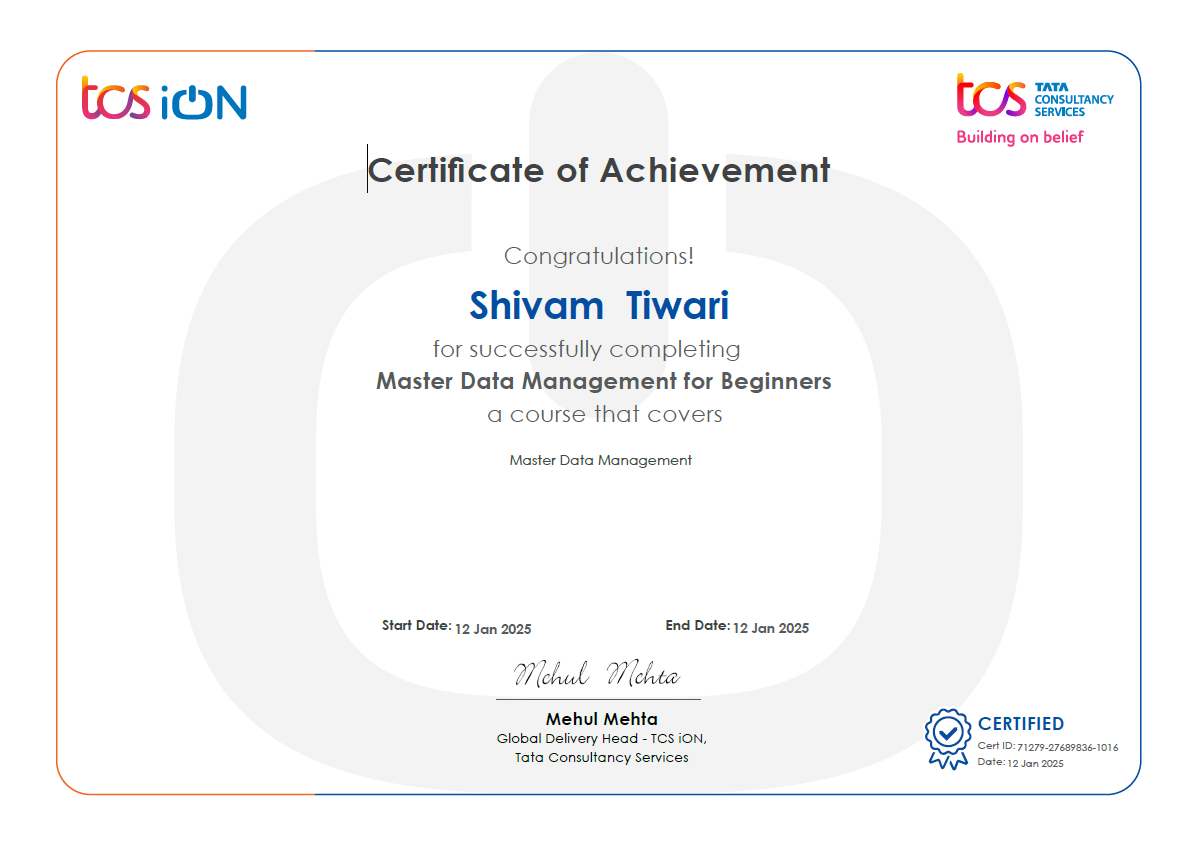 tcs iON
tcs TATA CONSULTANCY SERVICES
Building on belief
Certificate of Achievement
Congratulations!
Shivam Tiwari
for successfully completing
Master Data Management for Beginners
a course that covers
Master Data Management
Start Date: 12 Jan 2025
End Date: 12 Jan 2025
Mehul Mehta
Mehul Mehta
Global Delivery Head - TCS iON,
Tata Consultancy Services
CERTIFIED
Cert ID: 71279-27689836-1016
Date: 12 Jan 2025